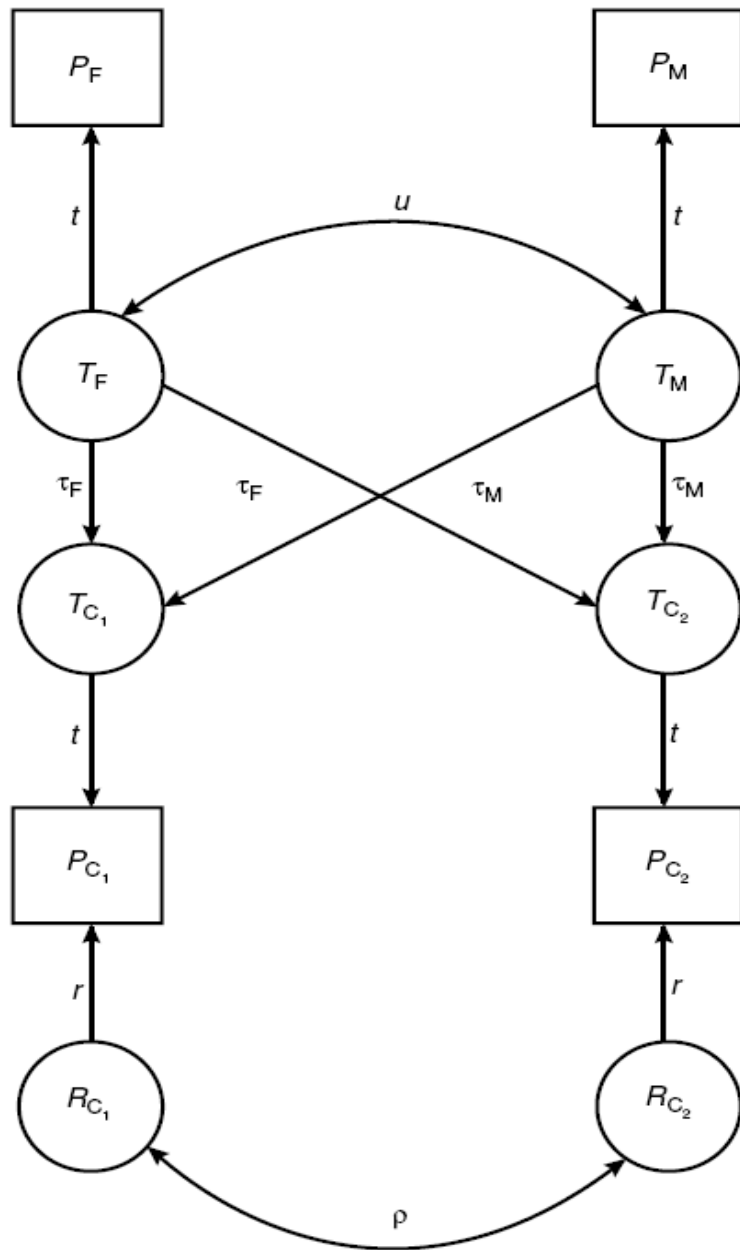 P_F P_M
u
t t
T_F T_M
τ_F τ_F τ_M τ_M
T_C₁ T_C₂
t t
P_C₁ P_C₂
r r
R_C₁ R_C₂
ρ